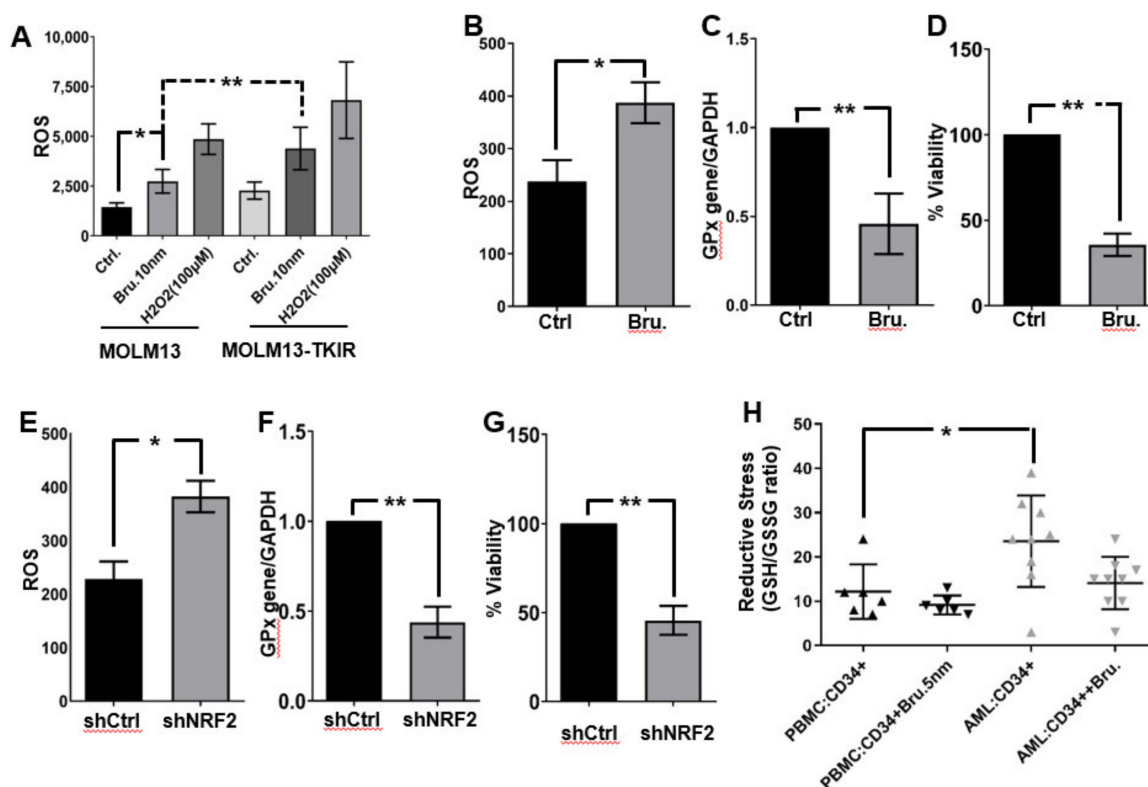 A
ROS
10,000
7,500
5,000
2,500
0
*
**
Ctrl.
Bru.10nm
H2O2(100µM)
Ctrl.
Bru.10nm
H2O2(100µM)
MOLM13
MOLM13-TKIR
B
ROS
500
400
300
200
100
0
*
Ctrl
Bru.
C
GPx gene/GAPDH
1.5
1.0
0.5
0.0
**
Ctrl
Bru.
D
% Viability
150
100
50
0
**
Ctrl
Bru.
E
ROS
500
400
300
200
100
0
*
shCtrl
shNRF2
F
GPx gene/GAPDH
1.5
1.0
0.5
0.0
**
shCtrl
shNRF2
G
% Viability
150
100
50
0
**
shCtrl
shNRF2
H
Reductive Stress
(GSH/GSSG ratio)
50
40
30
20
10
0
*
PBMC:CD34+
PBMC:CD34+Bru.5nm
AML:CD34+
AML:CD34++Bru.